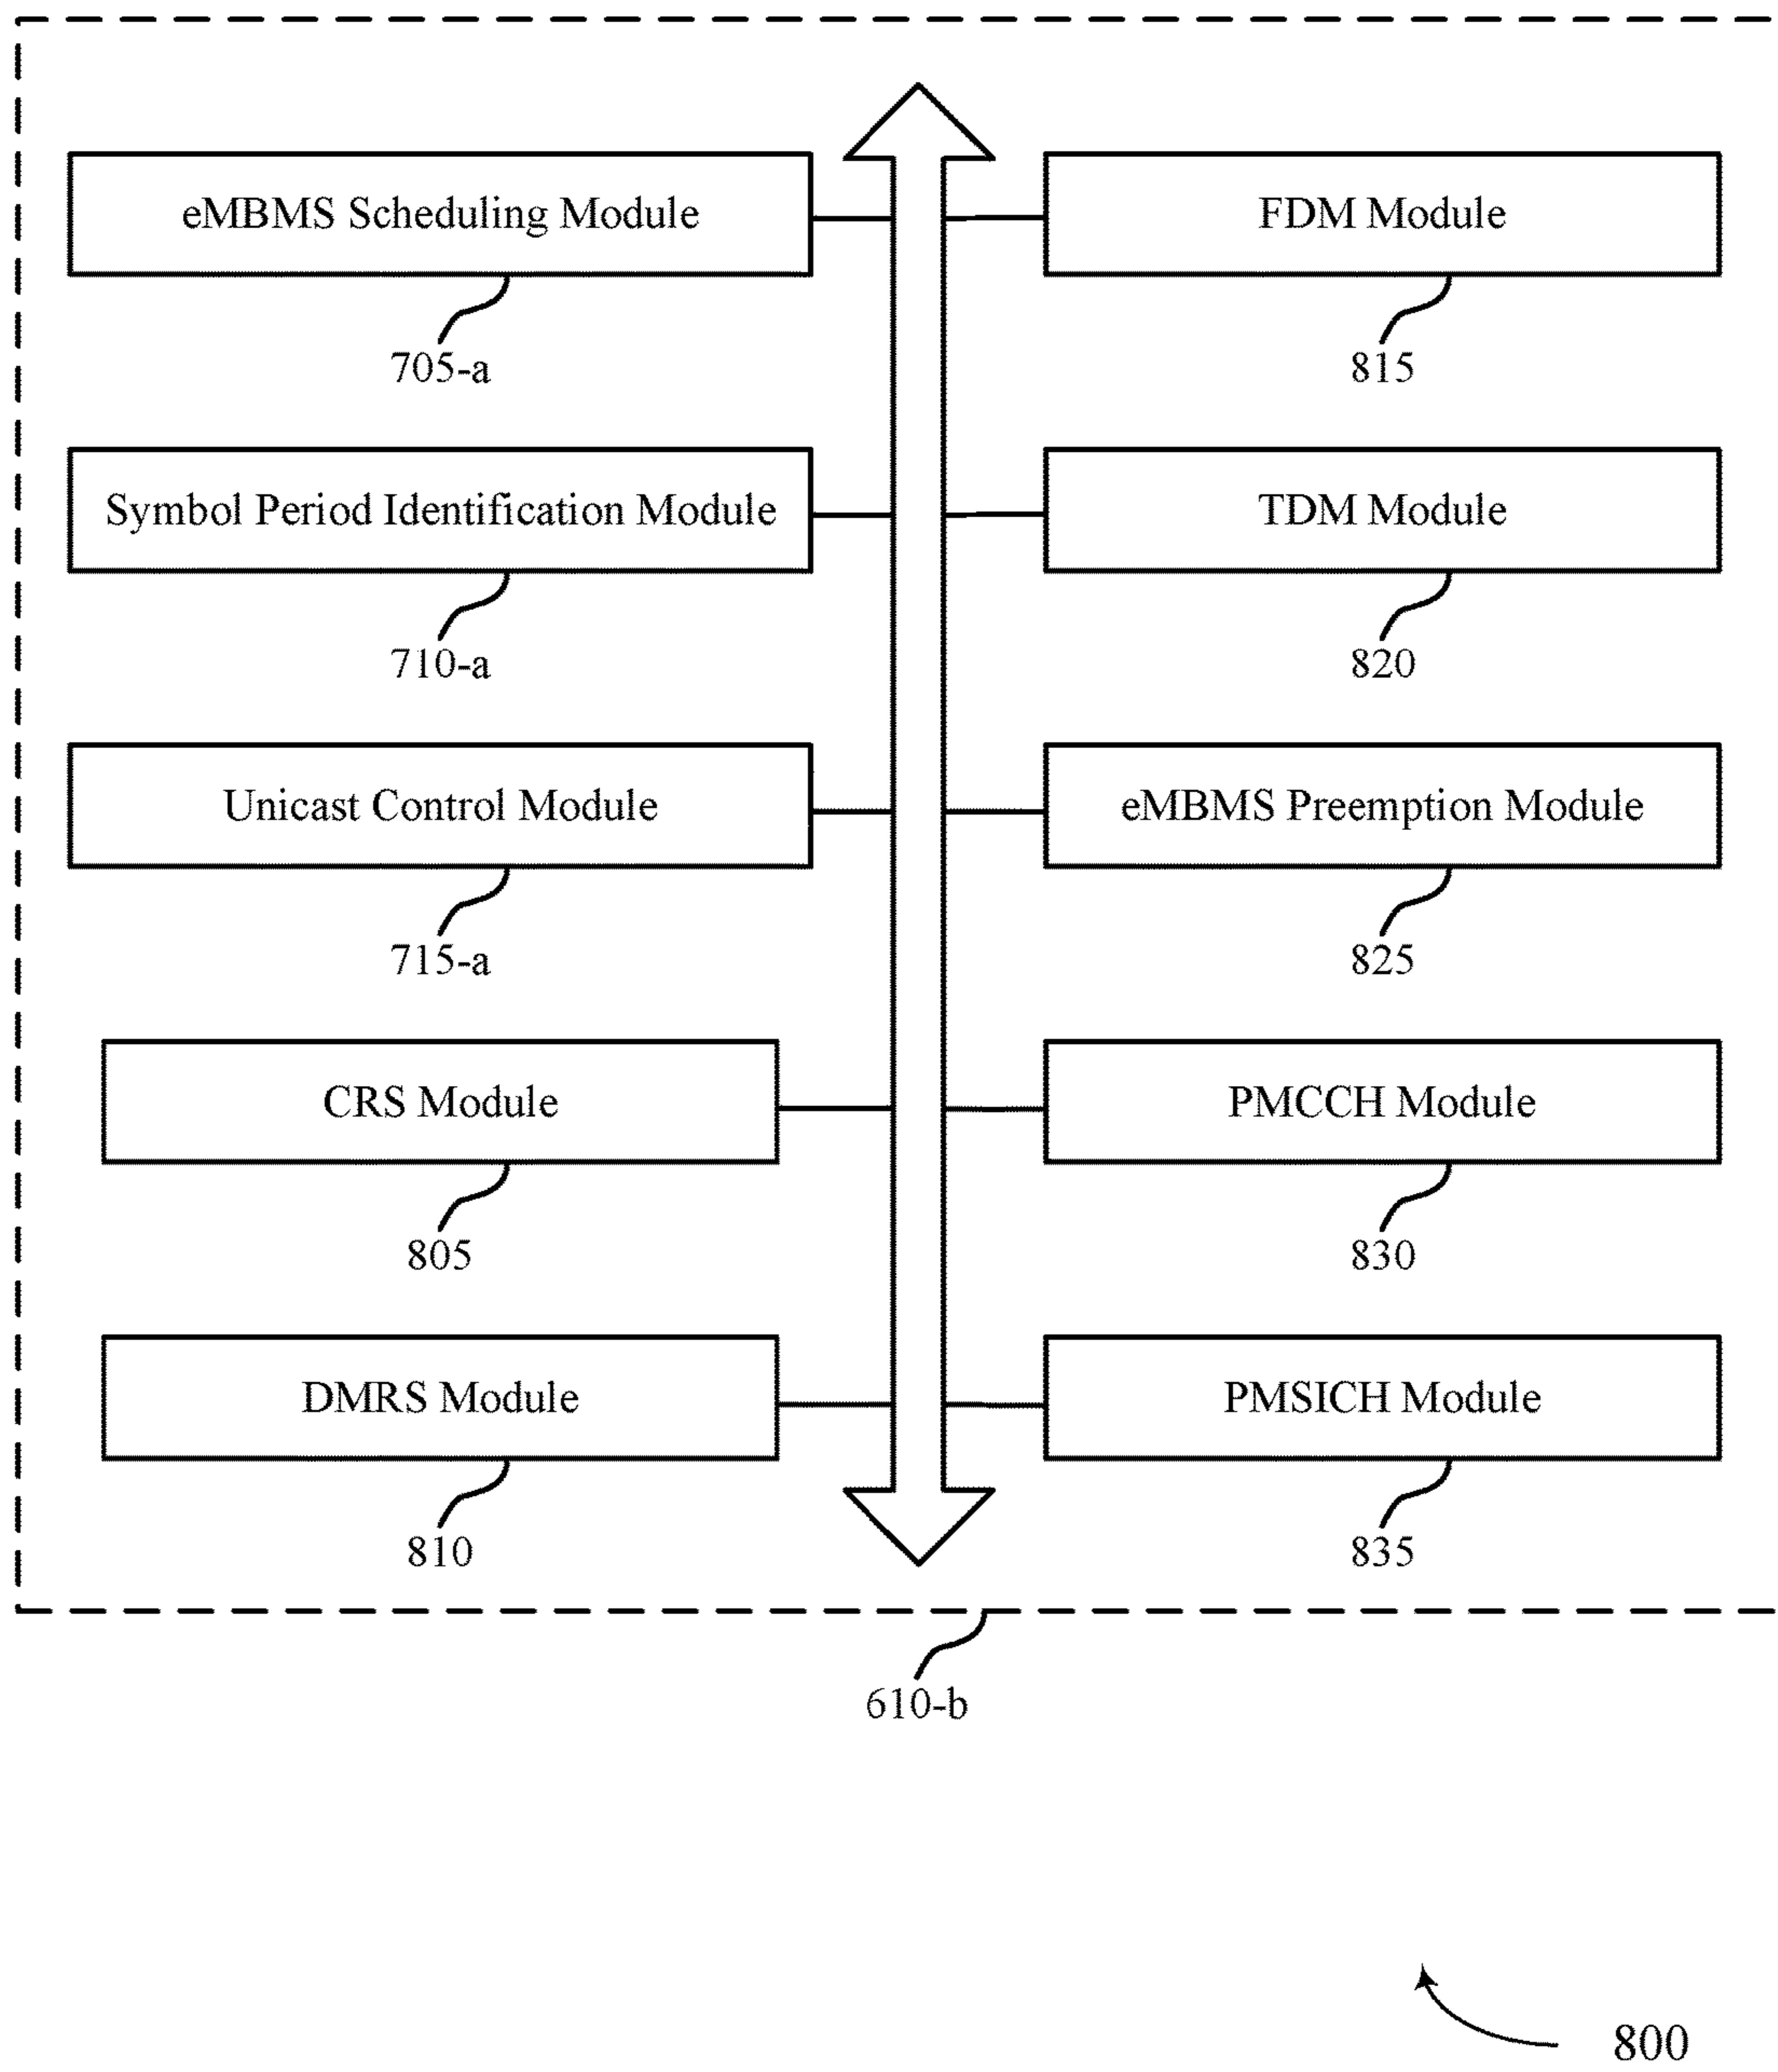 eMBMS Scheduling Module
705-a
FDM Module
815
Symbol Period Identification Module
710-a
TDM Module
820
Unicast Control Module
715-a
eMBMS Preemption Module
825
CRS Module
805
PMCCH Module
830
DMRS Module
810
PMSICH Module
835
610-b
800